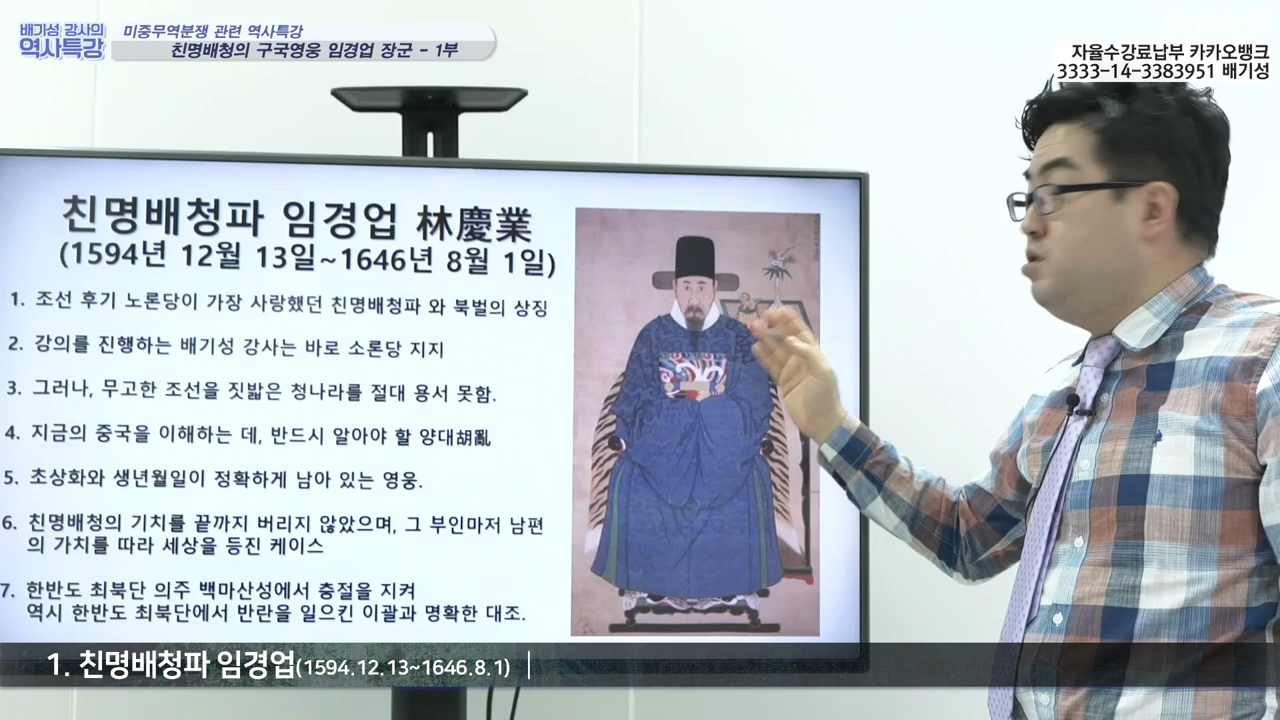 배기성 강사의
역사특강
미중무역분쟁 관련 역사특강
친명배청의 구국영웅 임경업 장군 - 1부
자율수강료납부 카카오뱅크
3333-14-3383951 배기성
친명배청파 임경업 林慶業
(1594년 12월 13일~1646년 8월 1일)
1. 조선 후기 노론당이 가장 사랑했던 친명배청파 와 북벌의 상징
2. 강의를 진행하는 배기성 강사는 바로 소론당 지지
3. 그러나, 무고한 조선을 짓밟은 청나라를 절대 용서 못함.
4. 지금의 중국을 이해하는 데, 반드시 알아야 할 양대胡亂
5. 초상화와 생년월일이 정확하게 남아 있는 영웅.
6. 친명배청의 기치를 끝까지 버리지 않았으며, 그 부인마저 남편
의 가치를 따라 세상을 등진 케이스
7. 한반도 최북단 의주 백마산성에서 충절을 지켜
역시 한반도 최북단에서 반란을 일으킨 이괄과 명확한 대조.
1. 친명배청파 임경업(1594.12.13~1646.8.1)